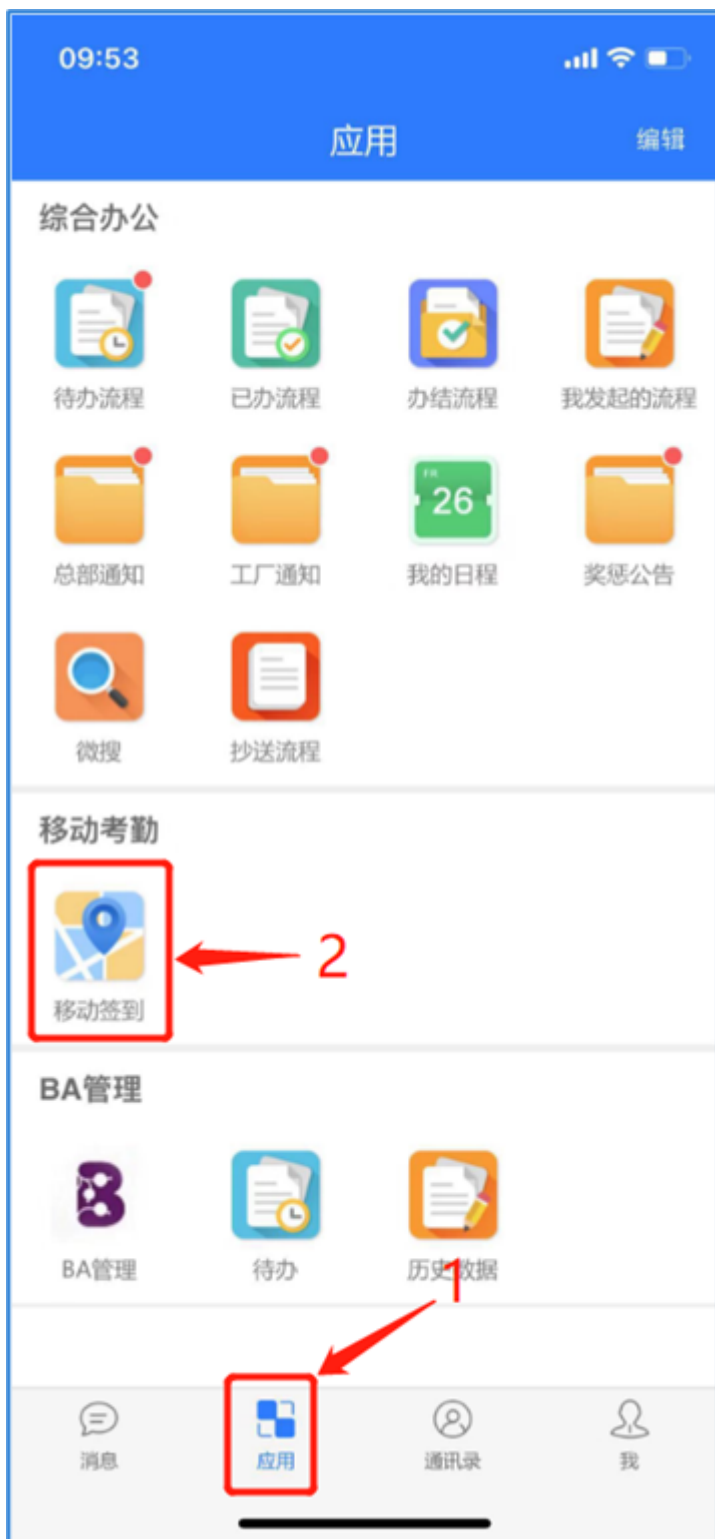 09:53
应用 编辑
综合办公
待办流程 已办流程 办结流程 我发起的流程
FR
26
总部通知 工厂通知 我的日程 奖惩公告
微搜 抄送流程
移动考勤
2
移动签到
BA管理
B
BA管理 待办 历史数据
1
消息 应用 通讯录 我